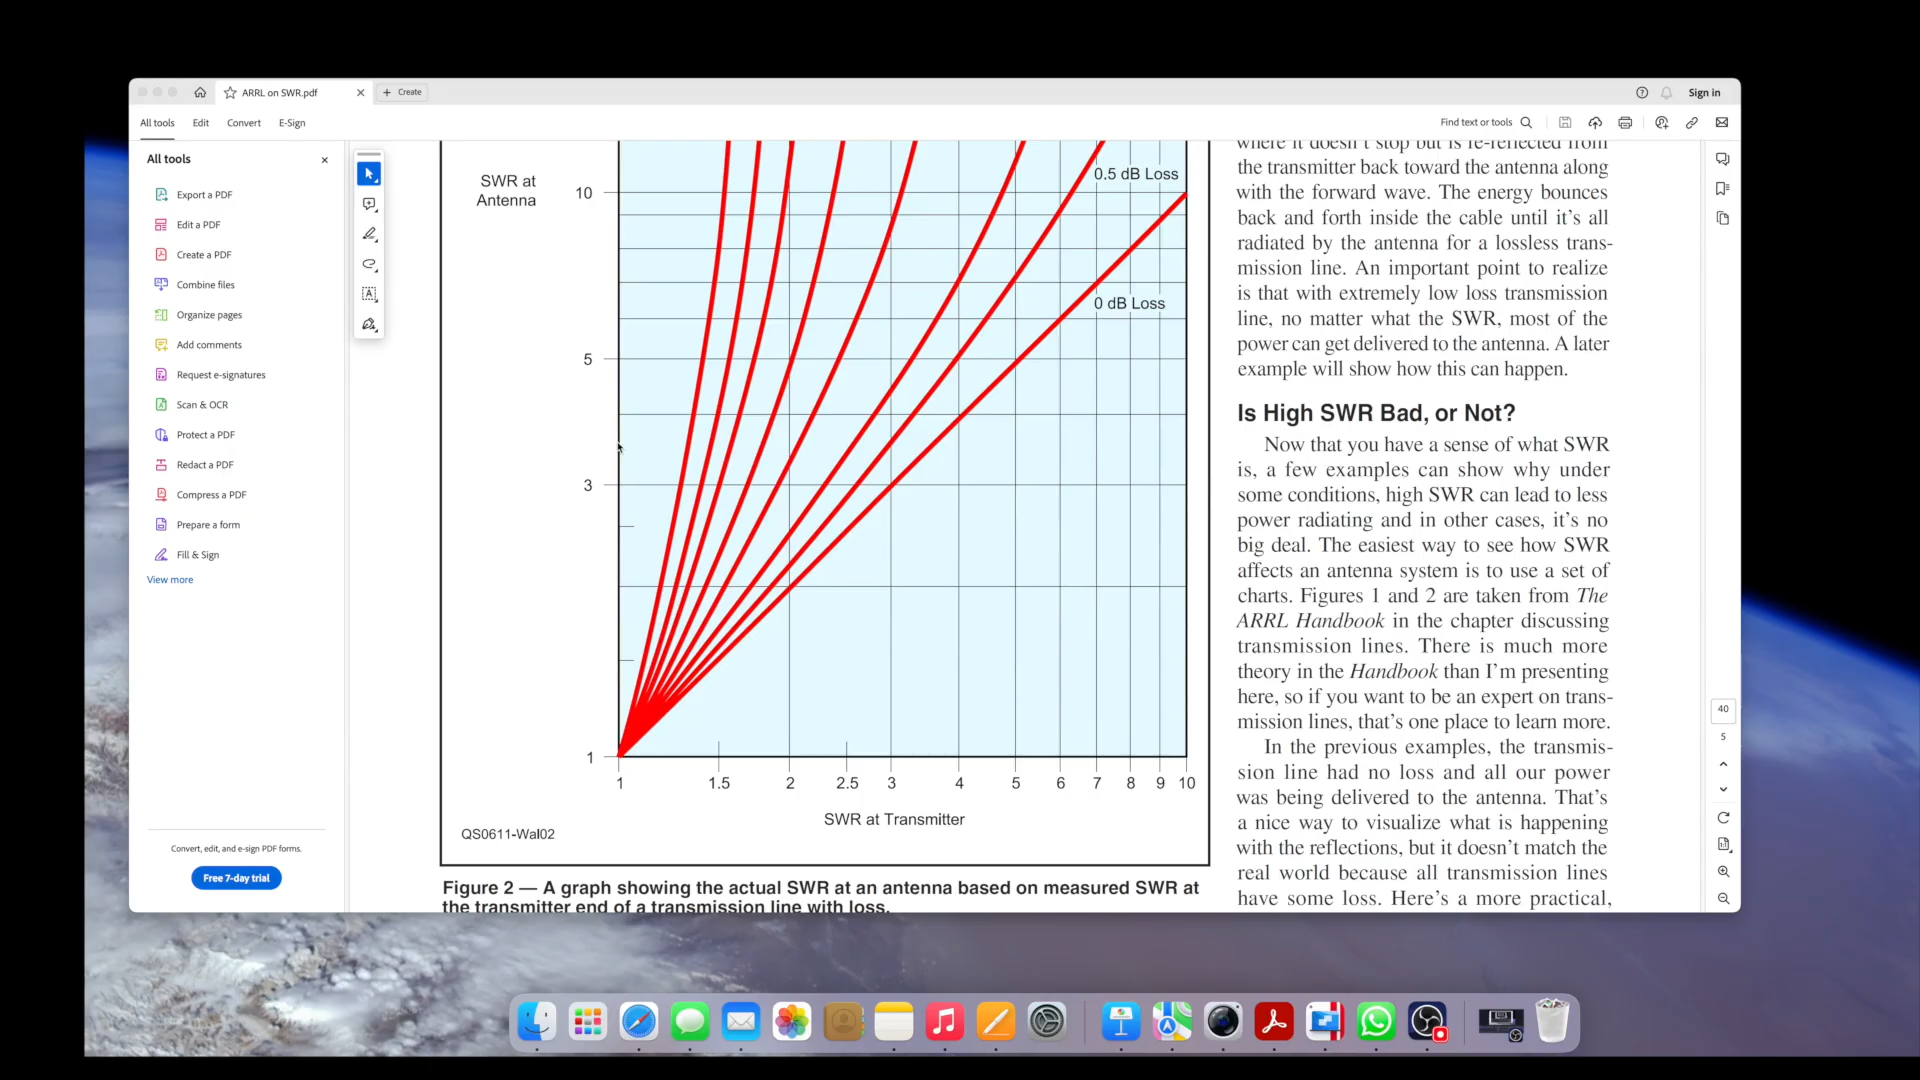 ARRL on SWR.pdf
Create
Sign in
All tools
Edit
Convert
E-Sign
Find text or tools
All tools
Export a PDF
Edit a PDF
Create a PDF
Combine files
Organize pages
Add comments
Request e-signatures
Scan & OCR
Protect a PDF
Redact a PDF
Compress a PDF
Prepare a form
Fill & Sign
View more
Convert, edit, and e-sign PDF forms.
Free 7-day trial
SWR at
Antenna
10
5
3
1
0.5 dB Loss
0 dB Loss
1 1.5 2 2.5 3 4 5 6 7 8 9 10
SWR at Transmitter
QS0611-Wal02
Figure 2 — A graph showing the actual SWR at an antenna based on measured SWR at
the transmitter end of a transmission line with loss.
where it doesn't stop but is re-reflected from
the transmitter back toward the antenna along
with the forward wave. The energy bounces
back and forth inside the cable until it's all
radiated by the antenna for a lossless trans-
mission line. An important point to realize
is that with extremely low loss transmission
line, no matter what the SWR, most of the
power can get delivered to the antenna. A later
example will show how this can happen.
Is High SWR Bad, or Not?
Now that you have a sense of what SWR
is, a few examples can show why under
some conditions, high SWR can lead to less
power radiating and in other cases, it's no
big deal. The easiest way to see how SWR
affects an antenna system is to use a set of
charts. Figures 1 and 2 are taken from The
ARRL Handbook in the chapter discussing
transmission lines. There is much more
theory in the Handbook than I'm presenting
here, so if you want to be an expert on trans-
mission lines, that's one place to learn more.
In the previous examples, the transmis-
sion line had no loss and all our power
was being delivered to the antenna. That's
a nice way to visualize what is happening
with the reflections, but it doesn't match the
real world because all transmission lines
have some loss. Here's a more practical,
40
5